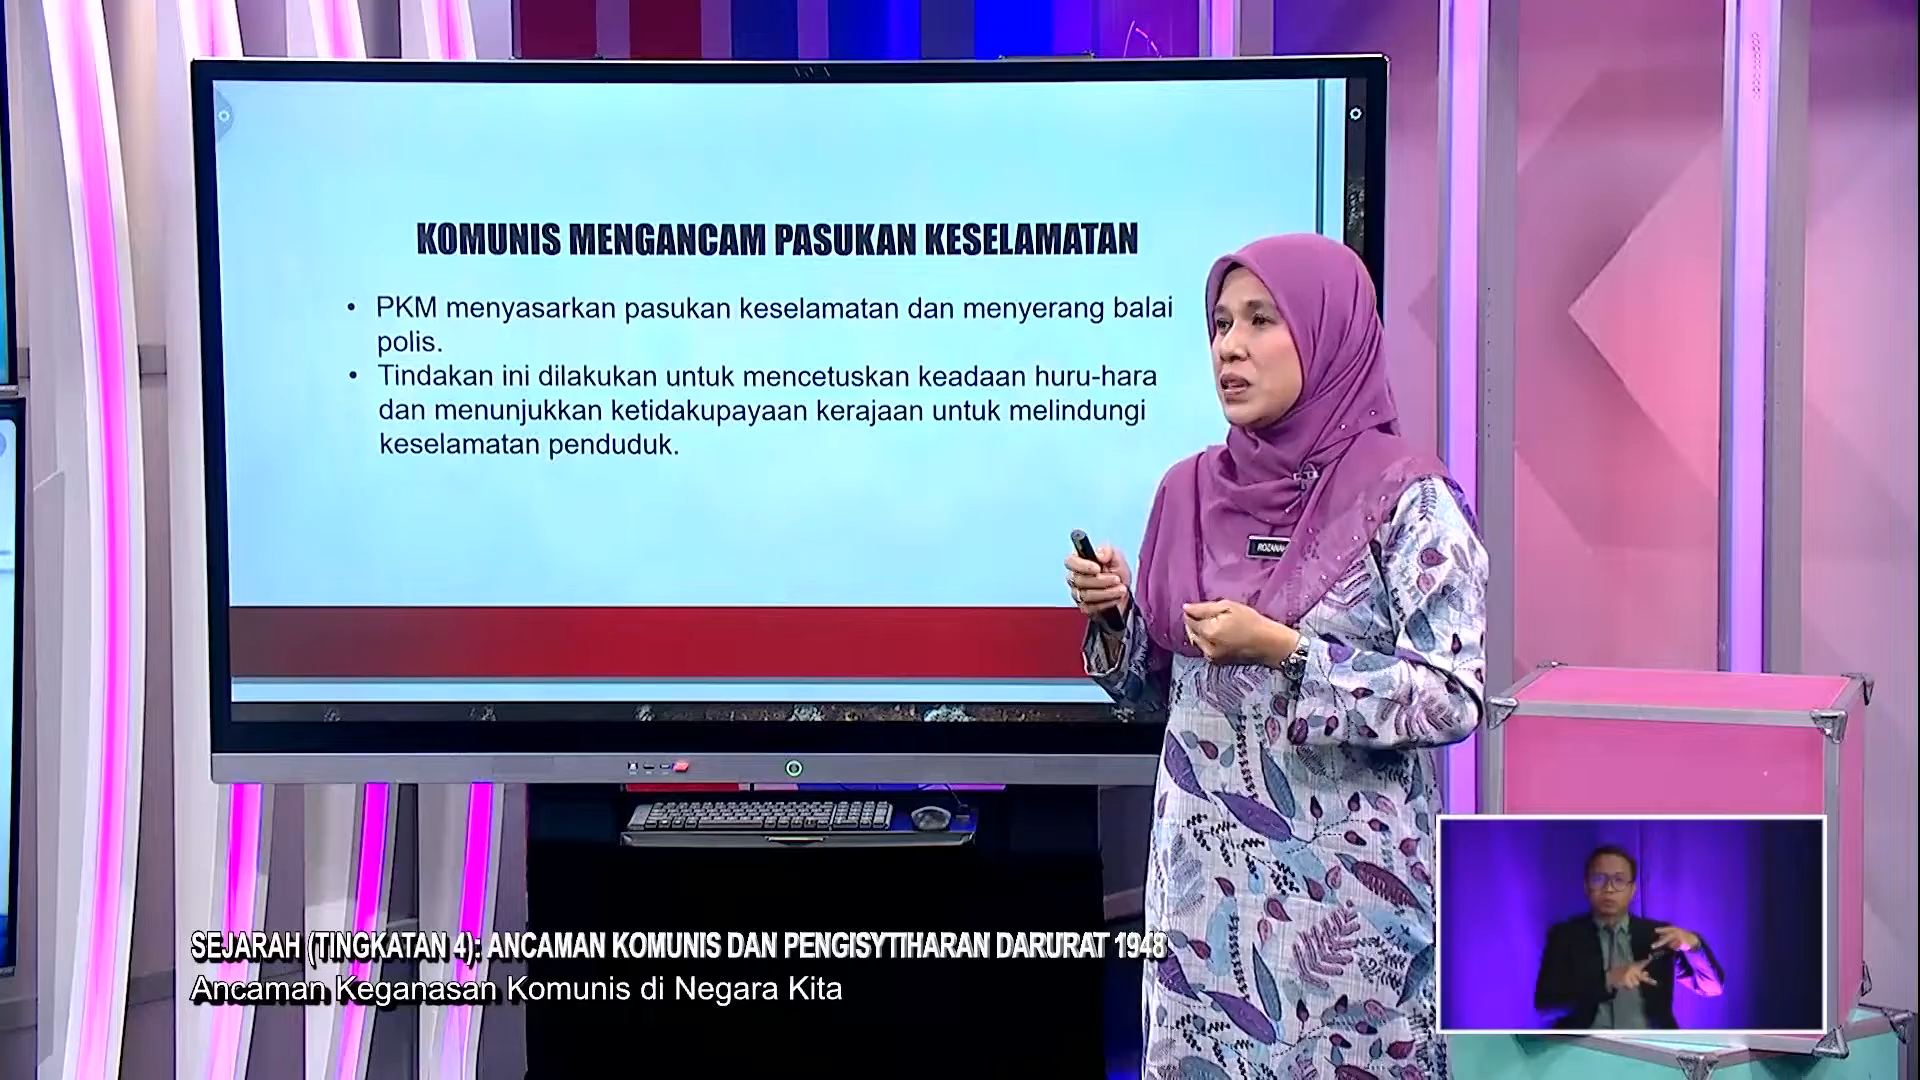 KOMUNIS MENGANCAM PASUKAN KESELAMATAN
• PKM menyasarkan pasukan keselamatan dan menyerang balai
polis.
• Tindakan ini dilakukan untuk mencetuskan keadaan huru-hara
dan menunjukkan ketidakupayaan kerajaan untuk melindungi
keselamatan penduduk.
ROZANAH
SEJARAH (TINGKATAN 4): ANCAMAN KOMUNIS DAN PENGISYTIHARAN DARURAT 1948
Ancaman Keganasan Komunis di Negara Kita